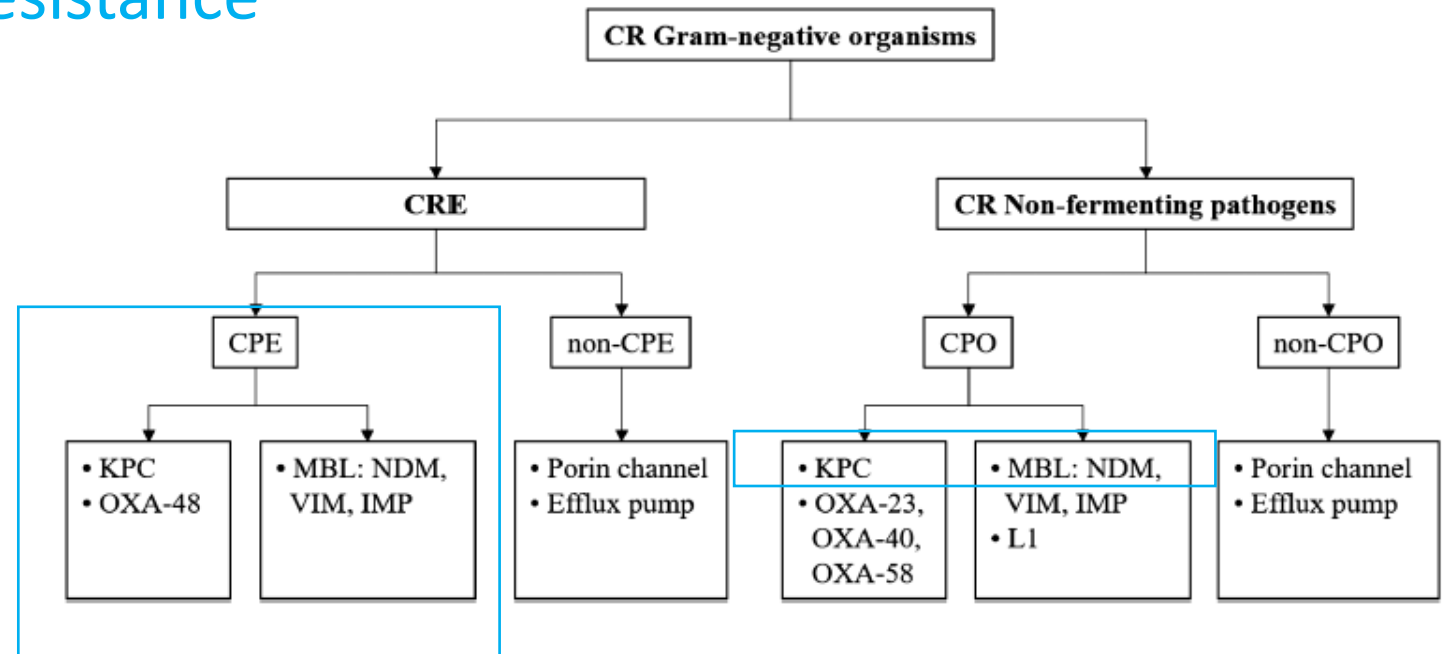 esistance
CR Gram-negative organisms
CRE
CR Non-fermenting pathogens
CPE
non-CPE
CPO
non-CPO
• KPC
• OXA-48
• MBL: NDM,
VIM, IMP
• Porin channel
• Efflux pump
• KPC
• OXA-23,
OXA-40,
OXA-58
• MBL: NDM,
VIM, IMP
• L1
• Porin channel
• Efflux pump